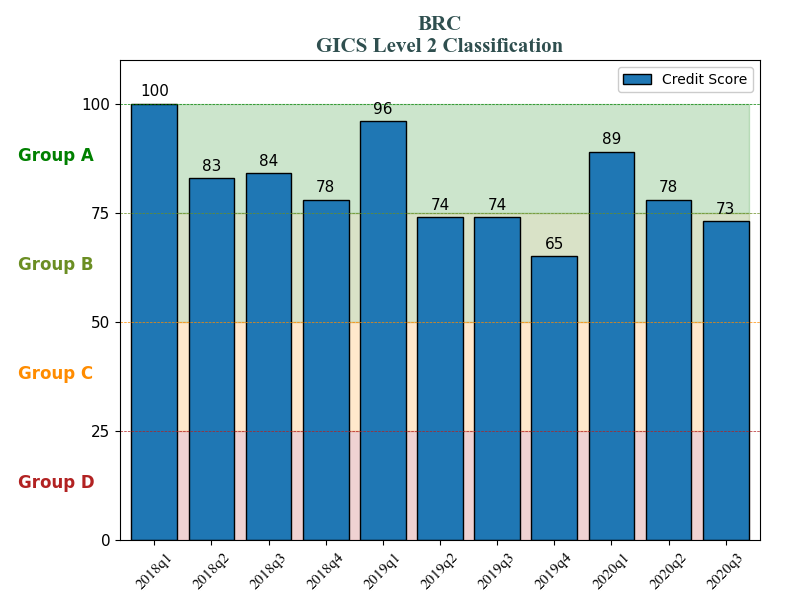 BRC
GICS Level 2 Classification
Credit Score
100
83
84
78
96
74
74
65
89
78
73
100
75
50
25
0
Group A
Group B
Group C
Group D
2018q1
2018q2
2018q3
2018q4
2019q1
2019q2
2019q3
2019q4
2020q1
2020q2
2020q3